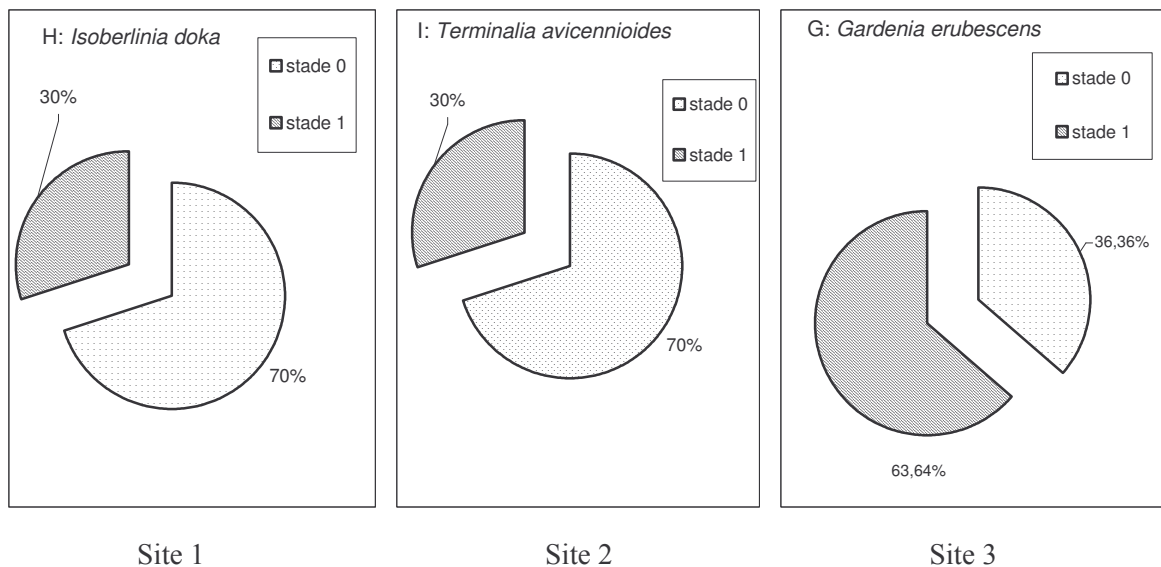 H: Isoberlinia doka
stade 0
stade 1
30%
70%
I: Terminalia avicennioides
stade 0
stade 1
30%
70%
G: Gardenia erubescens
stade 0
stade 1
36,36%
63,64%
Site 1
Site 2
Site 3